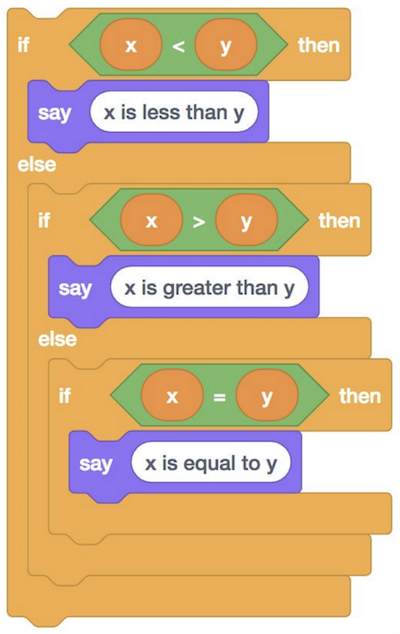 if x < y then
say x is less than y
else
if x > y then
say x is greater than y
else
if x = y then
say x is equal to y